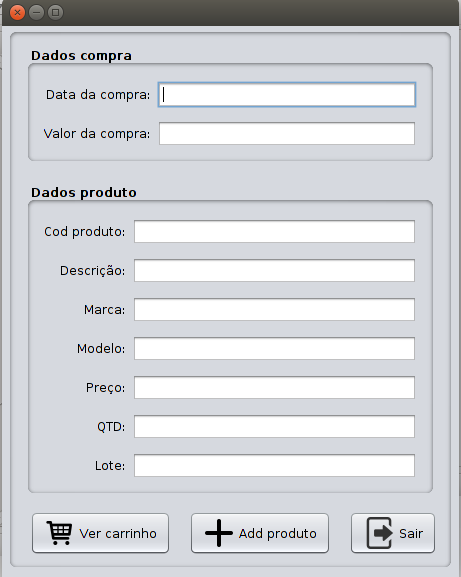 Dados compra
Data da compra:
Valor da compra:
Dados produto
Cod produto:
Descrição:
Marca:
Modelo:
Preço:
QTD:
Lote:
Ver carrinho
Add produto
Sair